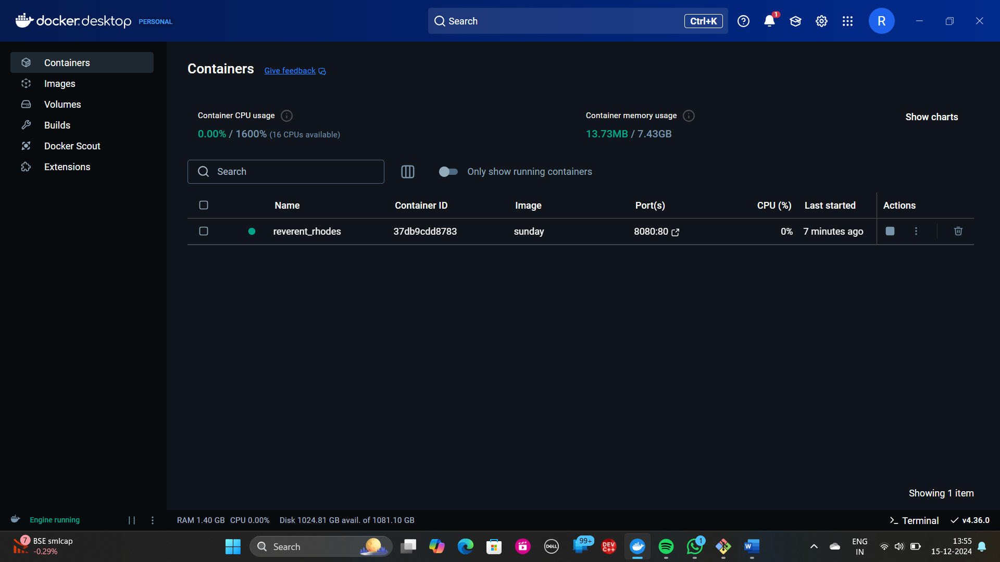 docker.desktop PERSONAL
Search
Ctrl+K
1
R
Containers
Images
Volumes
Builds
Docker Scout
Extensions
Containers Give feedback
Container CPU usage
0.00% / 1600% (16 CPUs available)
Container memory usage
13.73MB / 7.43GB
Show charts
Search
Only show running containers
Name Container ID Image Port(s) CPU (%) Last started Actions
reverent_rhodes 37db9cdd8783 sunday 8080:80 0% 7 minutes ago
Showing 1 item
Engine running
RAM 1.40 GB CPU 0.00% Disk 1024.81 GB avail. of 1081.10 GB
Terminal
v4.36.0
7
BSE smlcap
-0.29%
Search
DELL
99+
DEV
C++
1
W
ENG
IN
13:55
15-12-2024